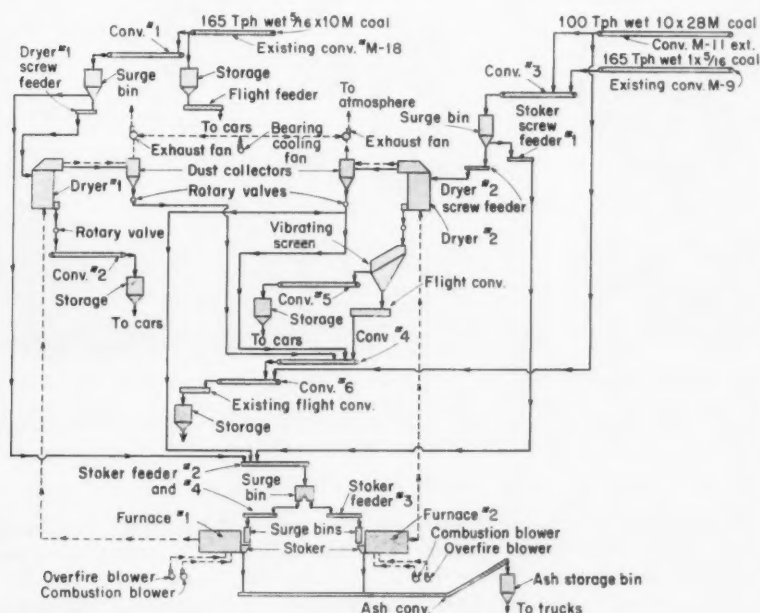 165 Tph wet 5/16 x 10M coal
Existing conv. #M-18
Conv. #1
100 Tph wet 10 x 28M coal
Conv. M-11 ext.
165 Tph wet 1 x 5/16 coal
Existing conv. M-9
Dryer #1
screw
feeder
Surge
bin
Storage
Flight feeder
To cars
To
atmosphere
Conv. #3
Surge bin
Stoker
screw
feeder #1
Exhaust fan
Bearing
cooling
fan
Exhaust fan
Dust collectors
Dryer #1
Rotary valves
Dryer #2
screw feeder
Dryer
#2
Rotary valve
Vibrating
screen
Conv. #2
Storage
To cars
Conv. #5
Flight conv.
Storage
To cars
Conv #4
Conv. #6
Existing flight conv.
Storage
Stoker feeder #2
and #4
Surge
bin
Stoker
feeder #3
Furnace #1
Surge bins
Stoker
Furnace #2
Combustion blower
Overfire blower
Overfire blower
Combustion blower
Ash conv.
Ash storage bin
To trucks